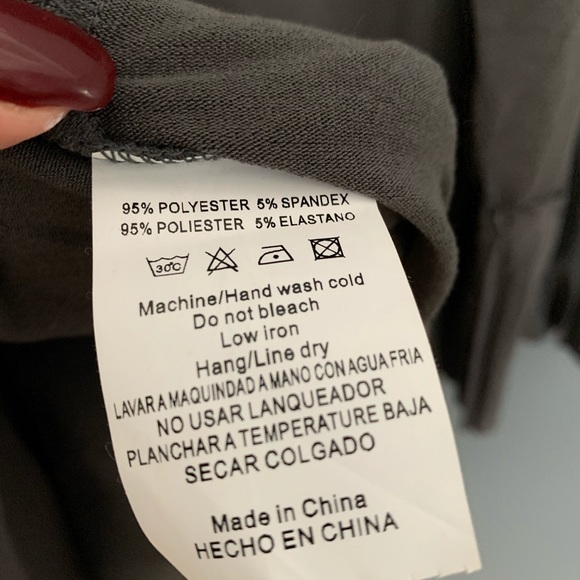 95% POLYESTER 5% SPANDEX
95% POLIESTER 5% ELASTANO
30°C
Machine/Hand wash cold
Do not bleach
Low iron
Hang/Line dry
LAVAR A MAQUINDAD A MANO CON AGUA FRIA
NO USAR LANQUEADOR
PLANCHAR A TEMPERATURE BAJA
SECAR COLGADO
Made in China
HECHO EN CHINA